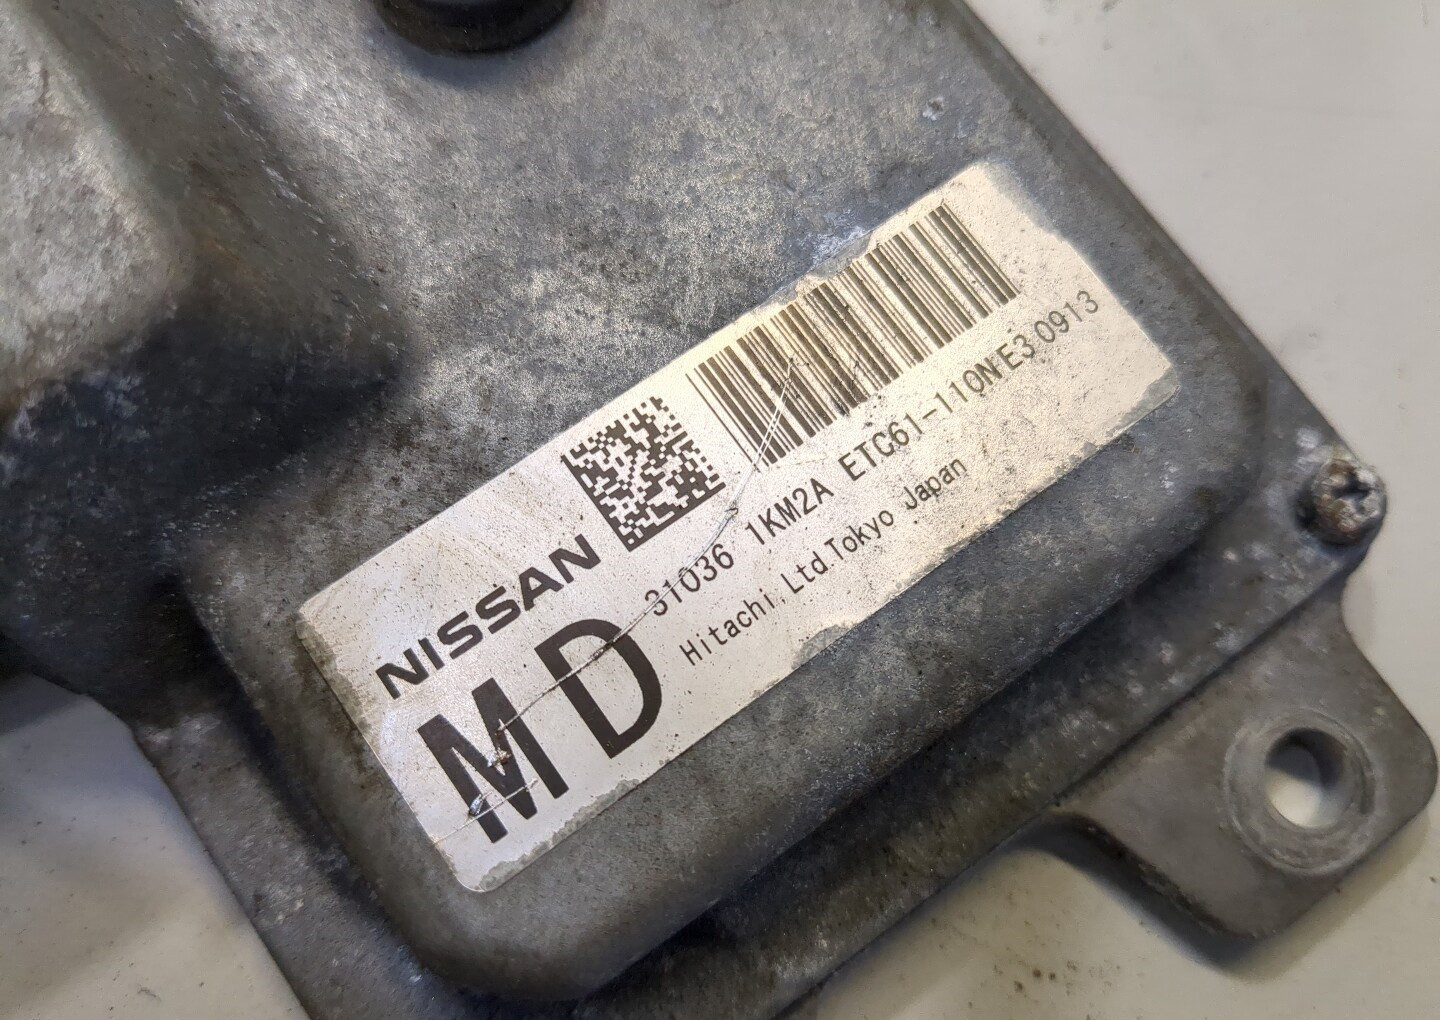 NISSAN
MD
31036 1KM2A ETC61-110N E3 0913
Hitachi, Ltd.Tokyo Japan